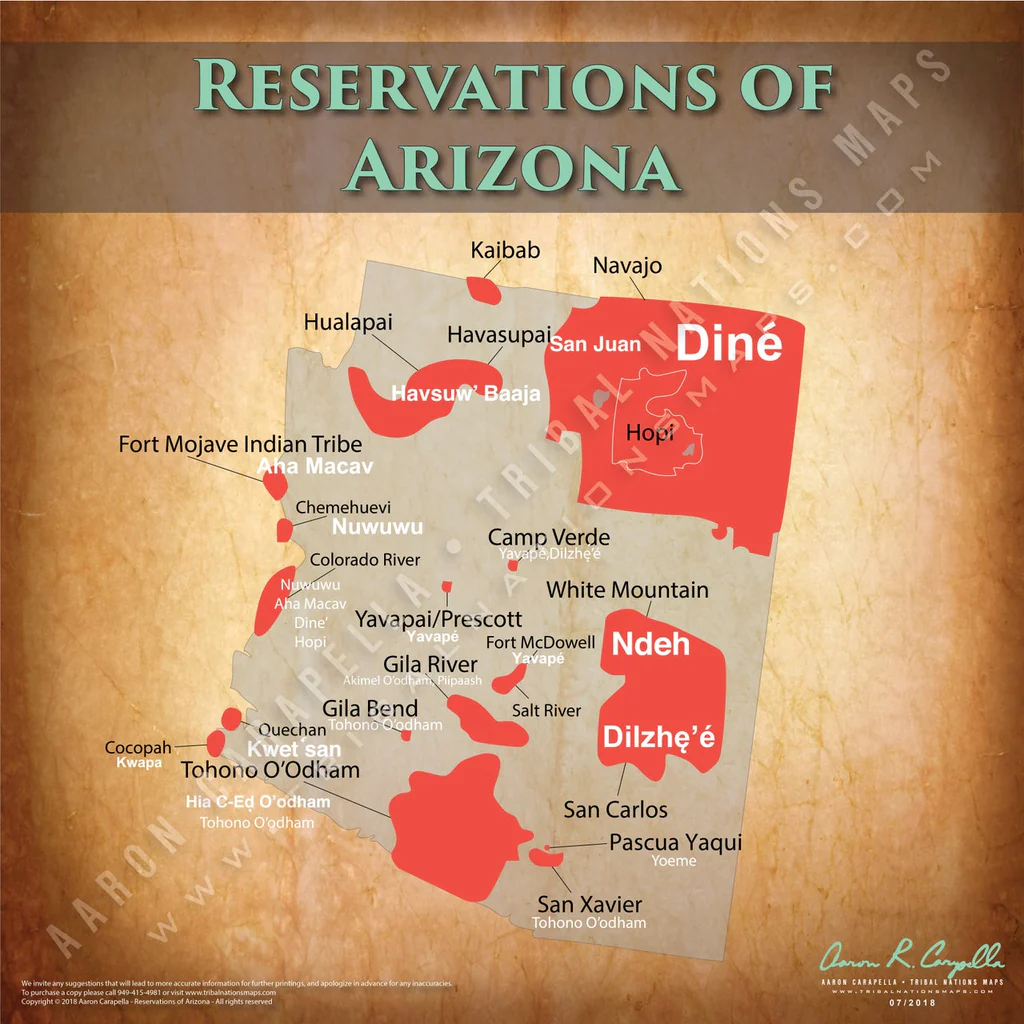 RESERVATIONS OF
ARIZONA
Kaibab
Navajo
Hualapai
Havasupai
San Juan
Diné
Havsuw' Baaja
Hopi
Fort Mojave Indian Tribe
Aha Macav
Chemehuevi
Nuwuwu
Camp Verde
Yavapé,Dilzhę'é
Colorado River
Nuwuwu
Aha Macav
Dine'
Hopi
White Mountain
Yavapai/Prescott
Yavapé
Fort McDowell
Yavapé
Ndeh
Gila River
Akimel O'odham, Piipaash
Salt River
Gila Bend
Tohono O'odham
Quechan
Kwet'san
Dilzhę'é
Cocopah
Kwapa
Tohono O'Odham
Hia C-Eḍ O'odham
Tohono O'odham
San Carlos
Pascua Yaqui
Yoeme
San Xavier
Tohono O'odham
AARON CARAPELLA · TRIBAL NATIONS MAPS
WWW.TRIBALNATIONSMAPS.COM
Aaron R. Carapella
AARON CARAPELLA • TRIBAL NATIONS MAPS
WWW.TRIBALNATIONSMAPS.COM
07/2018
We invite any suggestions that will lead to more accurate information for further printings, and apologize in advance for any inaccuracies.
To purchase a copy please call 949-415-4981 or visit www.tribalnationsmaps.com
Copyright © 2018 Aaron Carapella - Reservations of Arizona - All rights reserved